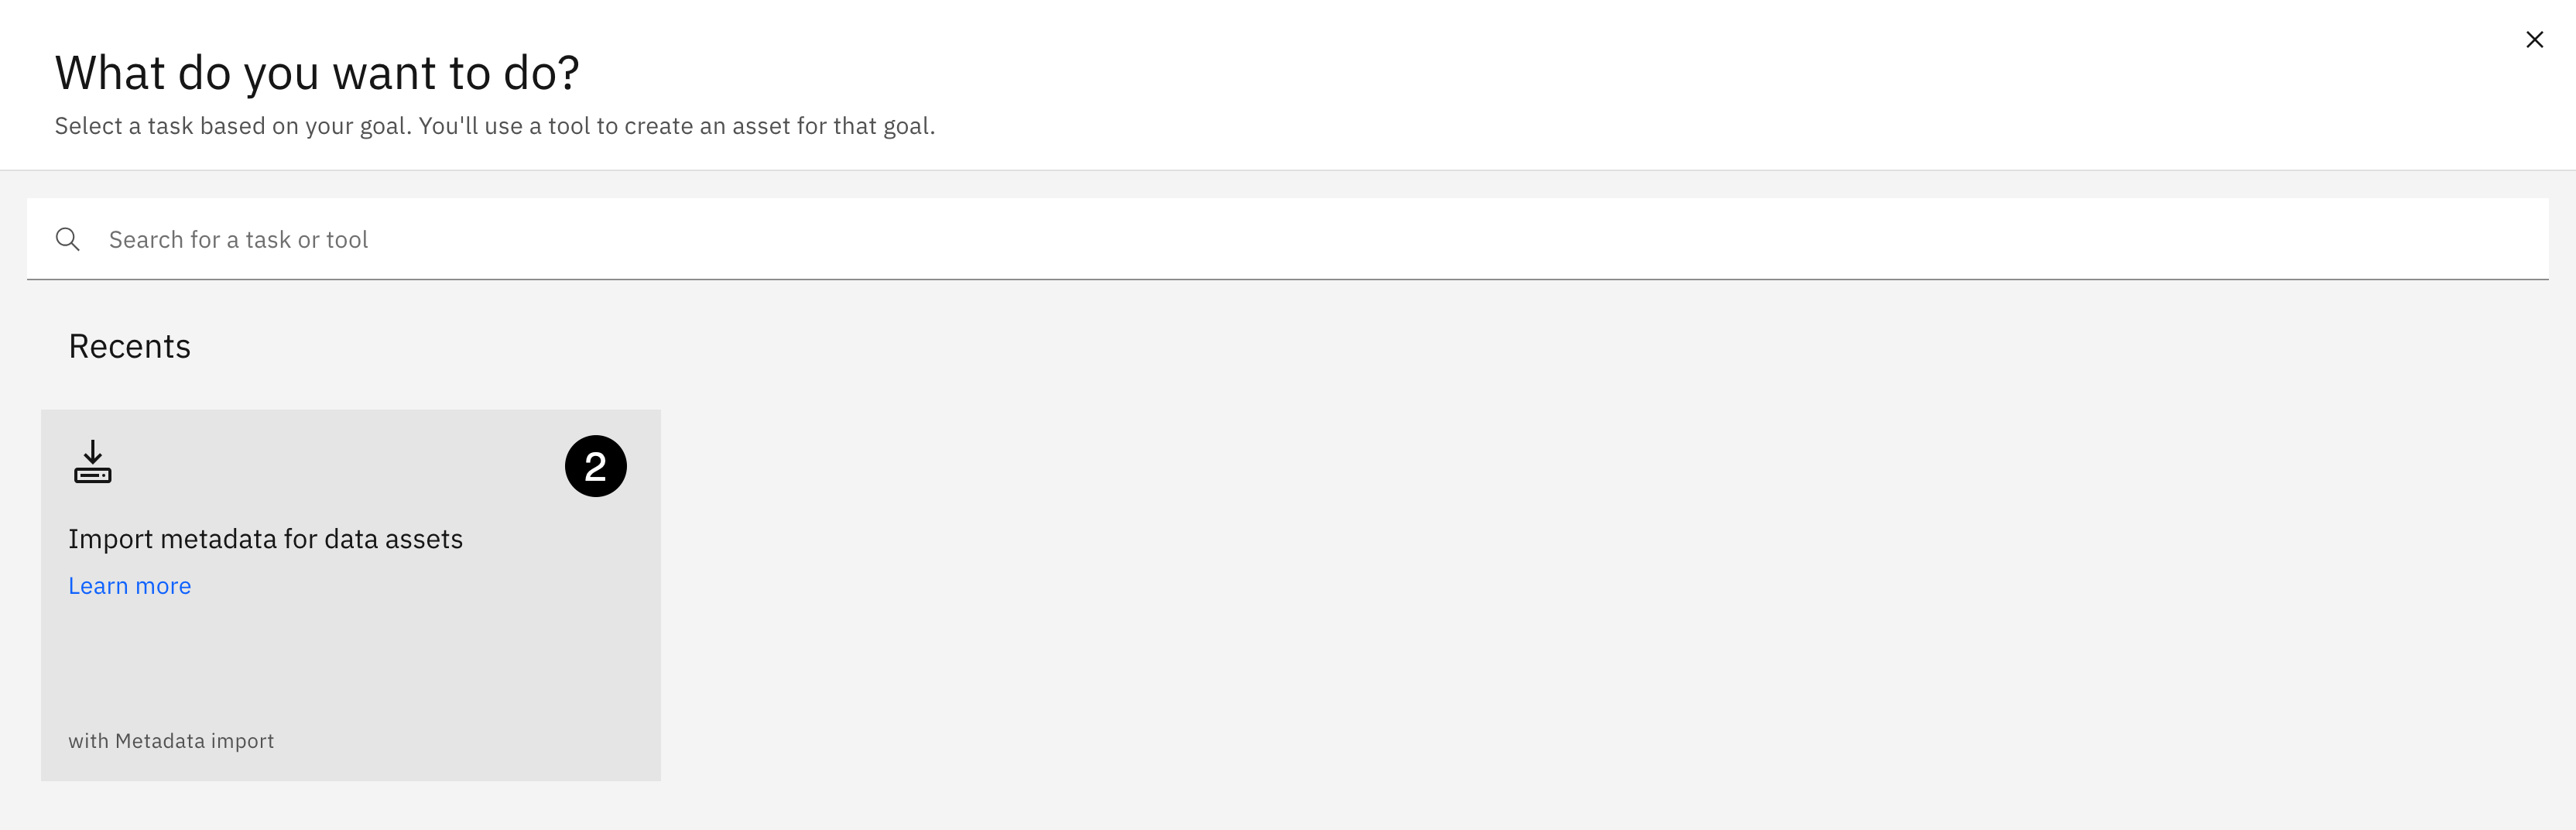 What do you want to do?
Select a task based on your goal. You'll use a tool to create an asset for that goal.
Search for a task or tool
Recents
2
Import metadata for data assets
Learn more
with Metadata import